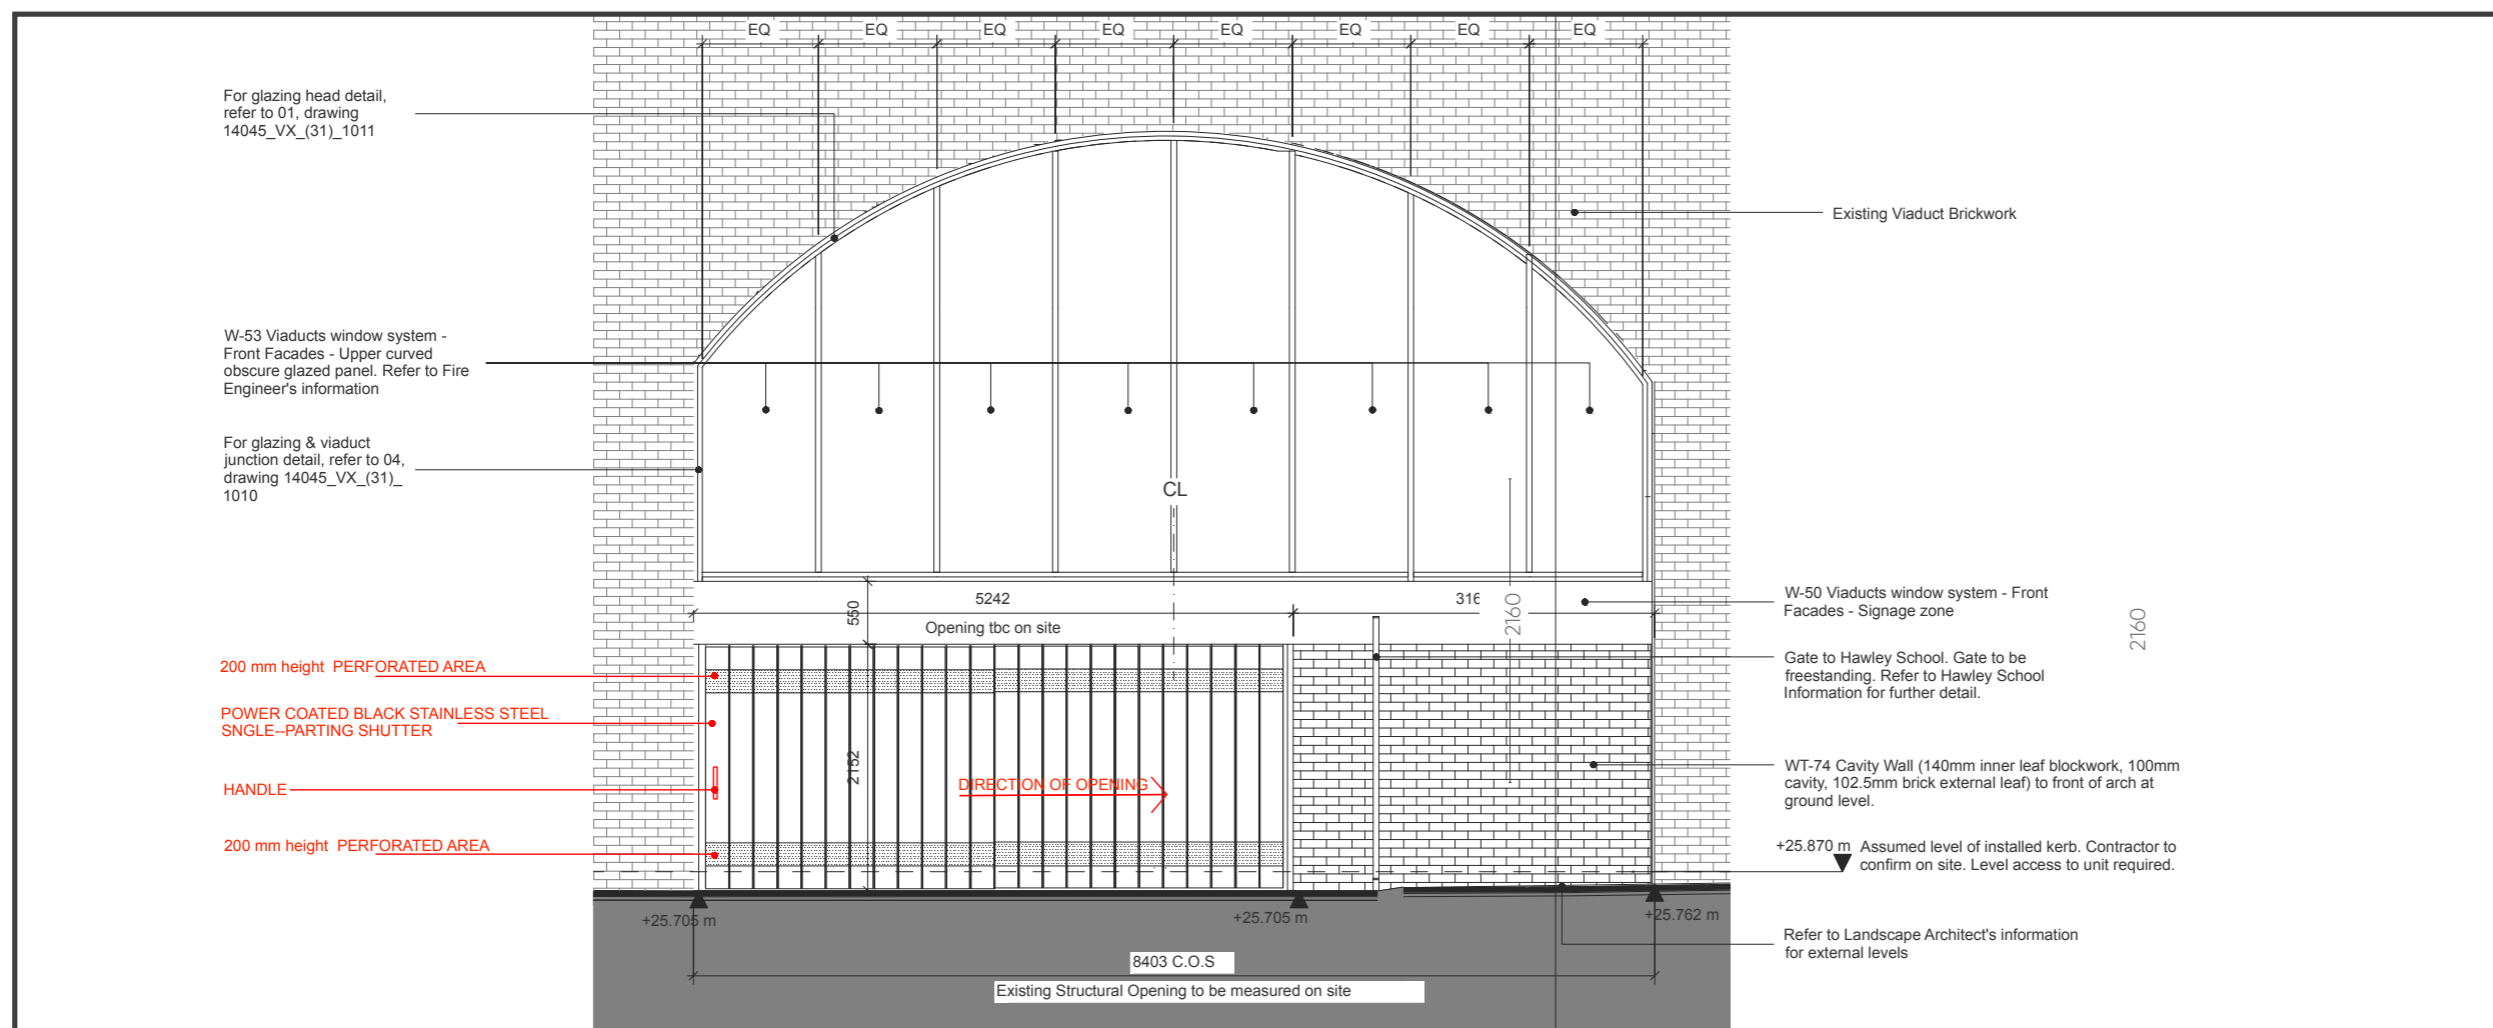 EQ EQ EQ EQ EQ EQ EQ EQ
For glazing head detail,
refer to 01, drawing
14045_VX_(31)_1011
Existing Viaduct Brickwork
W-53 Viaducts window system -
Front Facades - Upper curved
obscure glazed panel. Refer to Fire
Engineer's information
For glazing & viaduct
junction detail, refer to 04,
drawing 14045_VX_(31)_
1010
CL
5242
316
2160
550
Opening tbc on site
W-50 Viaducts window system - Front
Facades - Signage zone
2160
200 mm height PERFORATED AREA
POWER COATED BLACK STAINLESS STEEL
SNGLE--PARTING SHUTTER
HANDLE
200 mm height PERFORATED AREA
2152
DIRECTION OF OPENING
Gate to Hawley School. Gate to be
freestanding. Refer to Hawley School
Information for further detail.
WT-74 Cavity Wall (140mm inner leaf blockwork, 100mm
cavity, 102.5mm brick external leaf) to front of arch at
ground level.
+25.870 m Assumed level of installed kerb. Contractor to
confirm on site. Level access to unit required.
+25.705 m
+25.705 m
+25.762 m
Refer to Landscape Architect's information
for external levels
8403 C.O.S
Existing Structural Opening to be measured on site